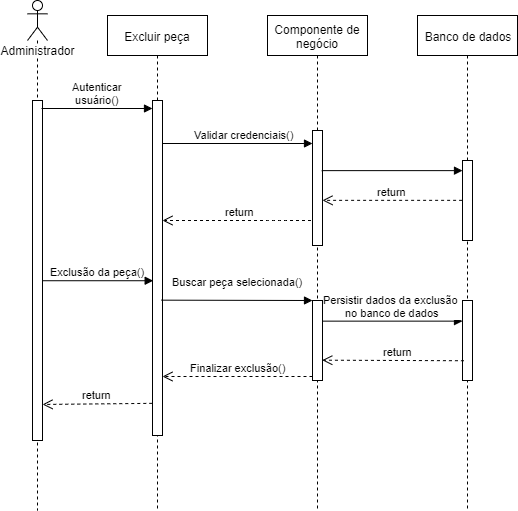 Administrador
Excluir peça
Componente de
negócio
Banco de dados
Autenticar
usuário()
Validar credenciais()
return
return
Exclusão da peça()
Buscar peça selecionada()
Persistir dados da exclusão
no banco de dados
return
Finalizar exclusão()
return